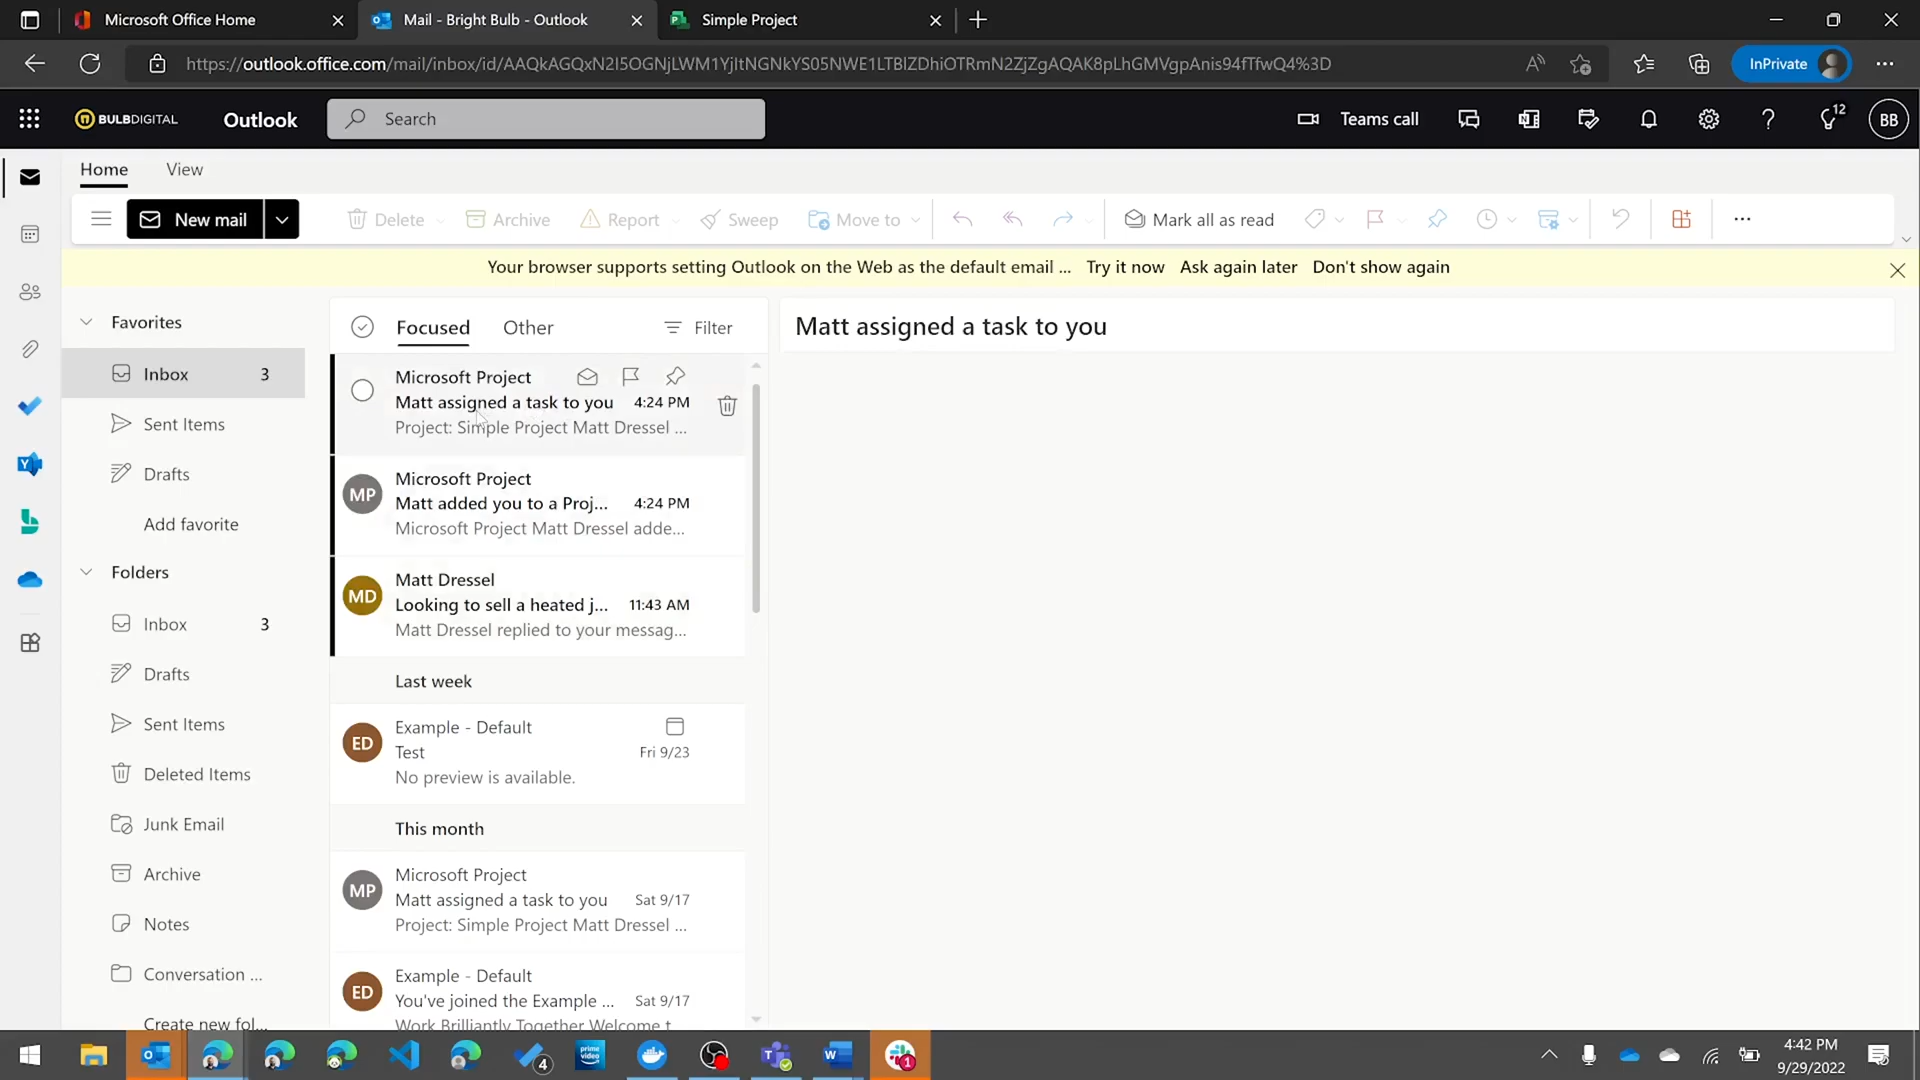 Microsoft Office Home
Mail - Bright Bulb - Outlook
Simple Project
https://outlook.office.com/mail/inbox/id/AAQkAGQxN2I5OGNjLWM1YjItNGNkYS05NWE1LTBlZDhiOTRmN2ZjZgAQAK8pLhGMVgpAnis94fTfwQ4%3D
InPrivate
BULBDIGITAL
Outlook
Search
Teams call
12
BB
Home
View
New mail
Delete
Archive
Report
Sweep
Move to
Mark all as read
Your browser supports setting Outlook on the Web as the default email ... Try it now Ask again later Don't show again
Favorites
Inbox 3
Sent Items
Drafts
Add favorite
Folders
Inbox 3
Drafts
Sent Items
Deleted Items
Junk Email
Archive
Notes
Conversation ...
Create new fol...
Focused
Other
Filter
Microsoft Project
Matt assigned a task to you 4:24 PM
Project: Simple Project Matt Dressel ...
MP
Microsoft Project
Matt added you to a Proj... 4:24 PM
Microsoft Project Matt Dressel adde...
MD
Matt Dressel
Looking to sell a heated j... 11:43 AM
Matt Dressel replied to your messag...
Last week
ED
Example - Default
Test Fri 9/23
No preview is available.
This month
MP
Microsoft Project
Matt assigned a task to you Sat 9/17
Project: Simple Project Matt Dressel ...
ED
Example - Default
You've joined the Example ... Sat 9/17
Work Brilliantly Together Welcome t
Matt assigned a task to you
4
prime video
1
4:42 PM
9/29/2022